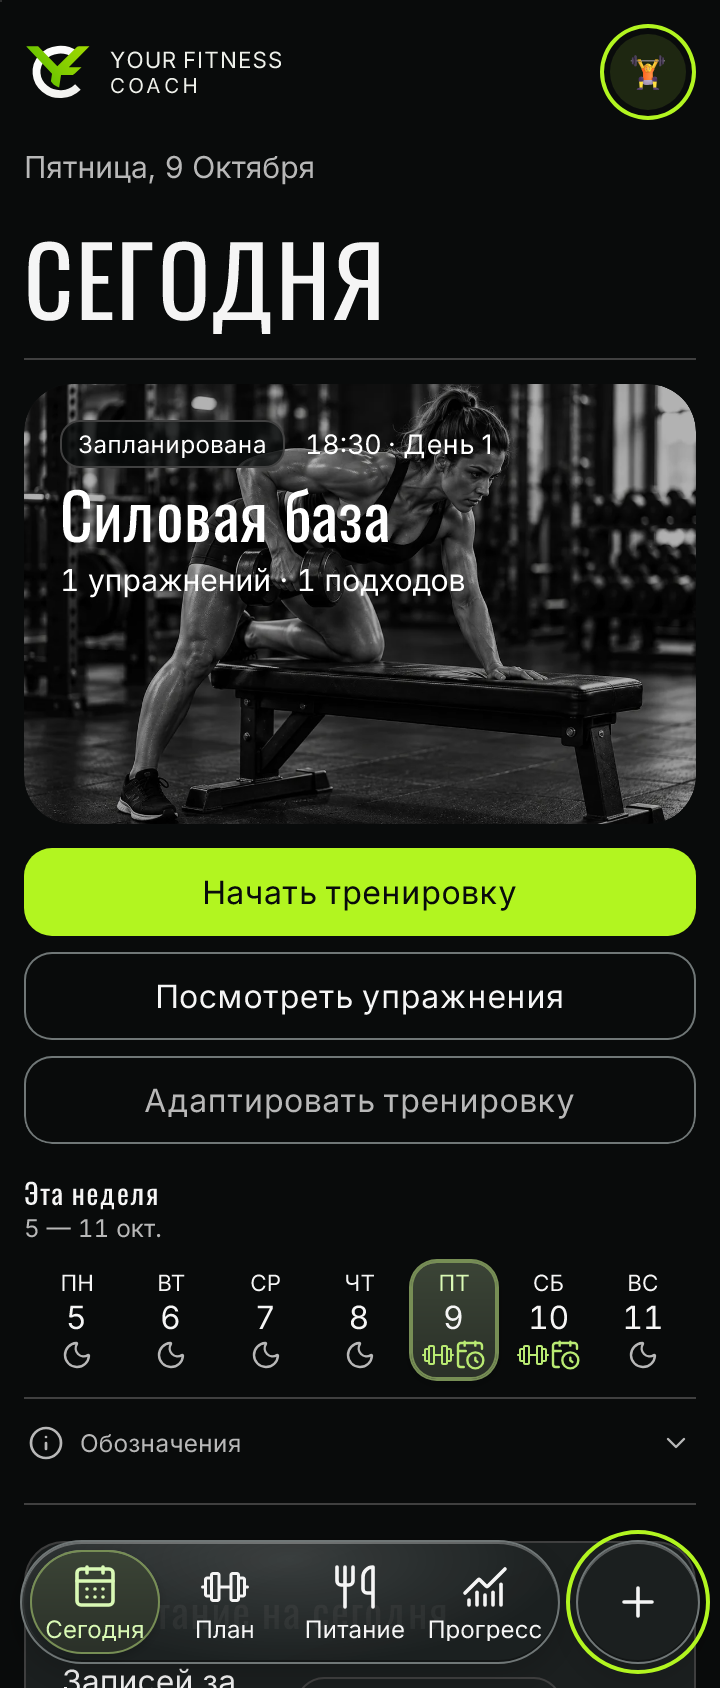 YOUR FITNESS
COACH
Пятница, 9 Октября
СЕГОДНЯ
Запланирована 18:30 · День 1
Силовая база
1 упражнений · 1 подходов
Начать тренировку
Посмотреть упражнения
Адаптировать тренировку
Эта неделя
5 — 11 окт.
ПН ВТ СР ЧТ ПТ СБ ВС
5 6 7 8 9 10 11
Обозначения
на сегодня
Сегодня План Питание Прогресс
Записей за